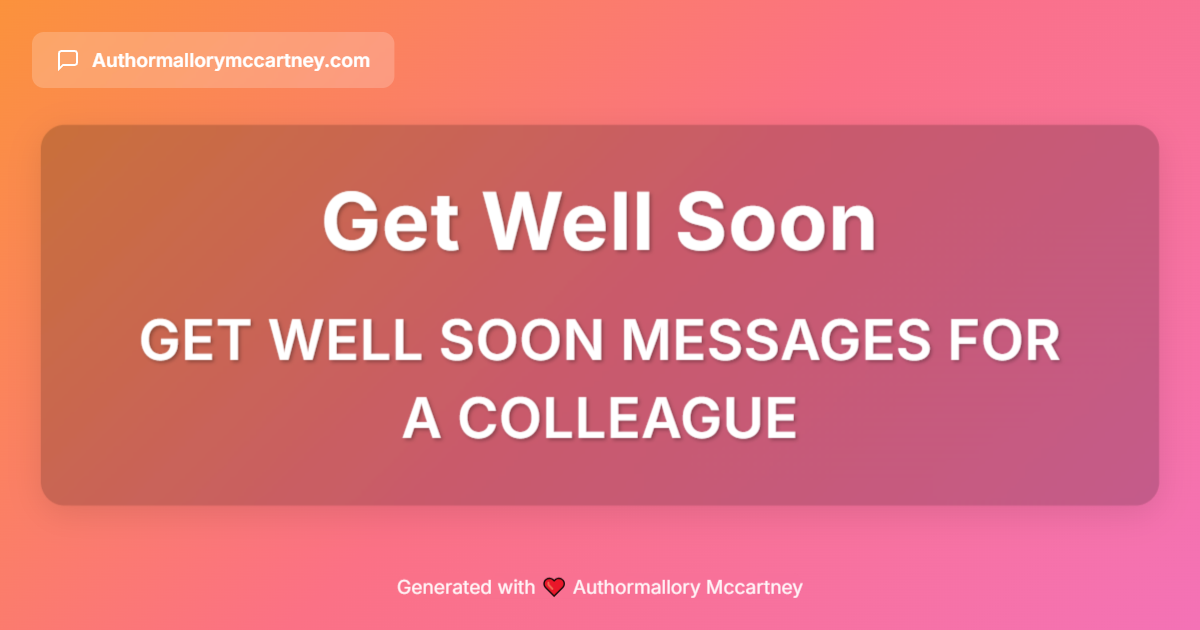 Authormallorymccartney.com
Get Well Soon
GET WELL SOON MESSAGES FOR
A COLLEAGUE
Generated with ❤️ Authormallory Mccartney